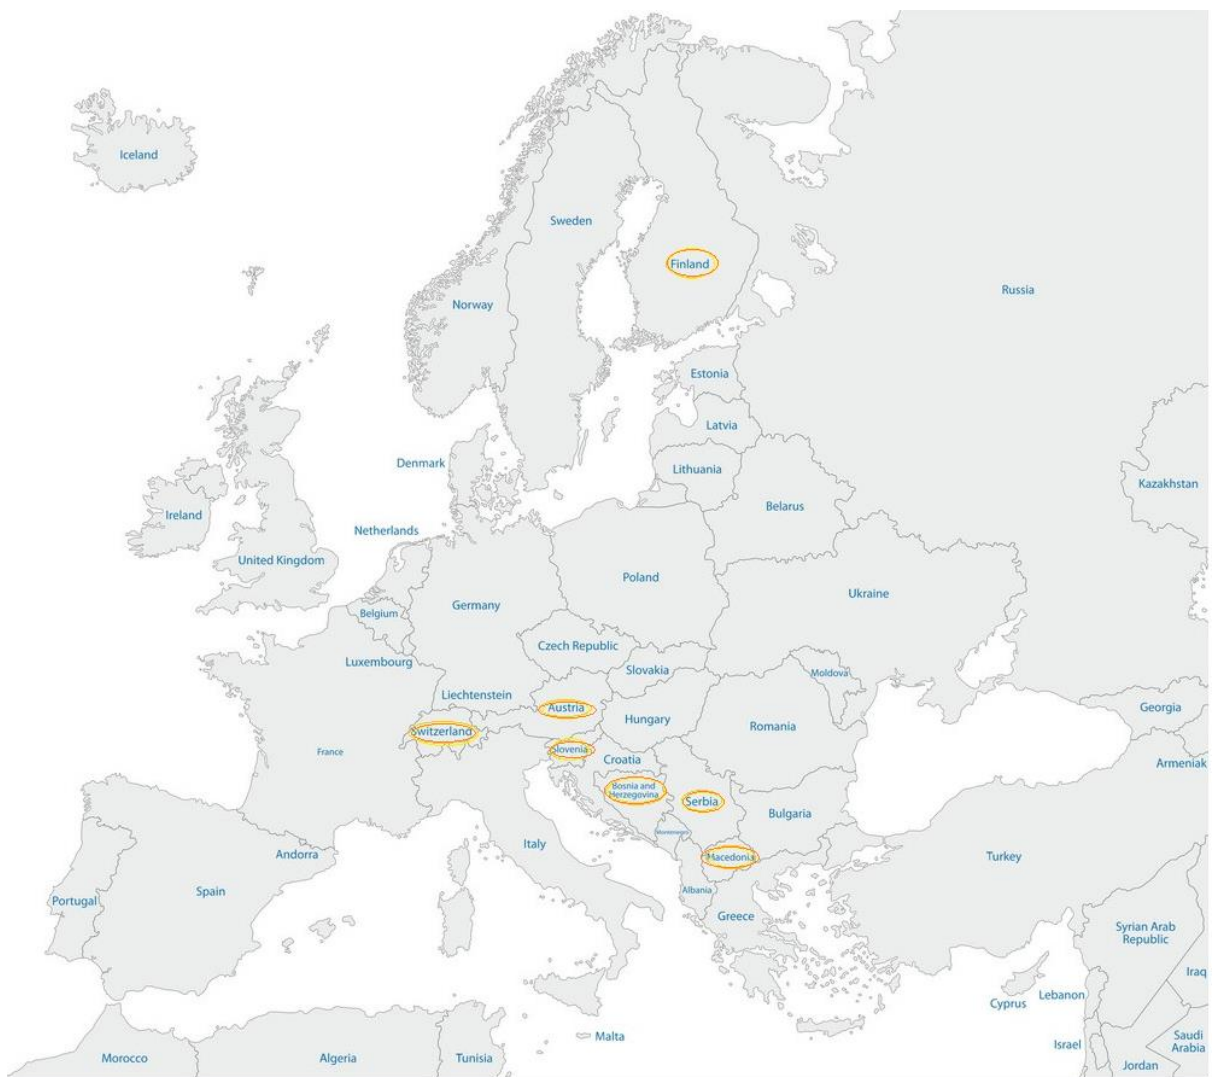 Iceland
Sweden
Finland
Russia
Norway
Estonia
Latvia
Denmark
Lithuania
Kazakhstan
Belarus
Ireland
Netherlands
United Kingdom
Poland
Ukraine
Germany
Belgium
Czech Republic
Luxembourg
Slovakia
Moldova
Liechtenstein
Austria
Georgia
Hungary
Romania
Switzerland
France
Slovenia
Croatia
Armeniak
Bosnia and
Herzegovina
Serbia
Bulgaria
Montenegro
Italy
Andorra
Macedonia
Turkey
Spain
Albania
Portugal
Greece
Syrian Arab
Republic
Iraq
Cyprus
Lebanon
Malta
Israel
Saudi
Arabia
Morocco
Algeria
Tunisia
Jordan